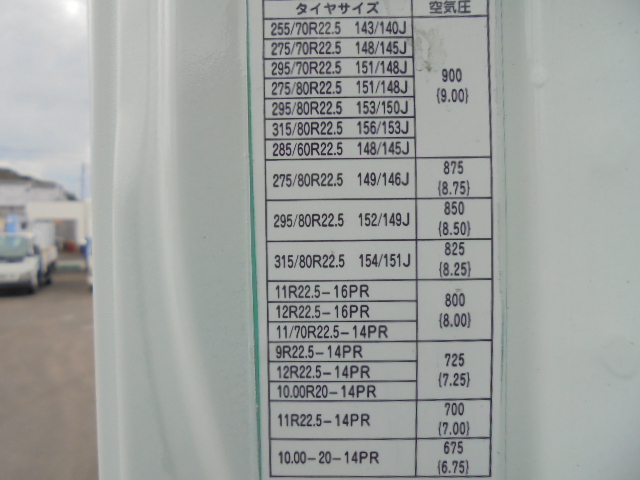 タイヤサイズ 空気圧
255/70R22.5 143/140J
275/70R22.5 148/145J
295/70R22.5 151/148J
275/80R22.5 151/148J
295/80R22.5 153/150J
315/80R22.5 156/153J
285/60R22.5 148/145J
900
{9.00}
275/80R22.5 149/146J
875
{8.75}
295/80R22.5 152/149J
850
{8.50}
315/80R22.5 154/151J
825
{8.25}
11R22.5-16PR
12R22.5-16PR
11/70R22.5-14PR
800
{8.00}
9R22.5-14PR
12R22.5-14PR
10.00R20-14PR
725
{7.25}
11R22.5-14PR
700
{7.00}
10.00-20-14PR
675
{6.75}